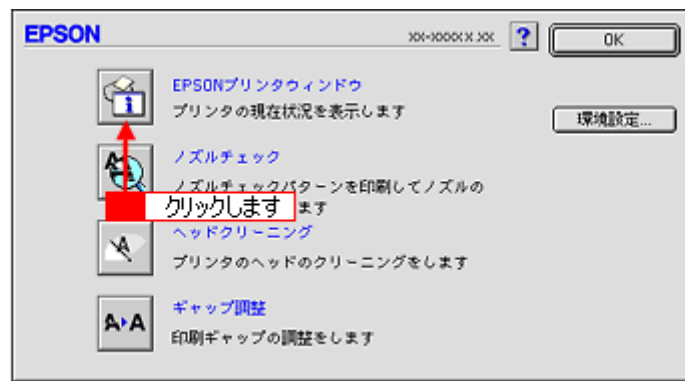 EPSON
XX-XXXX X.XX
?
OK
EPSONプリンタウィンドウ
プリンタの現在状況を表示します
環境設定...
ノズルチェック
ノズルチェックパターンを印刷してノズルの
クリックします
ます
ヘッドクリーニング
プリンタのヘッドのクリーニングをします
ギャップ調整
印刷ギャップの調整をします